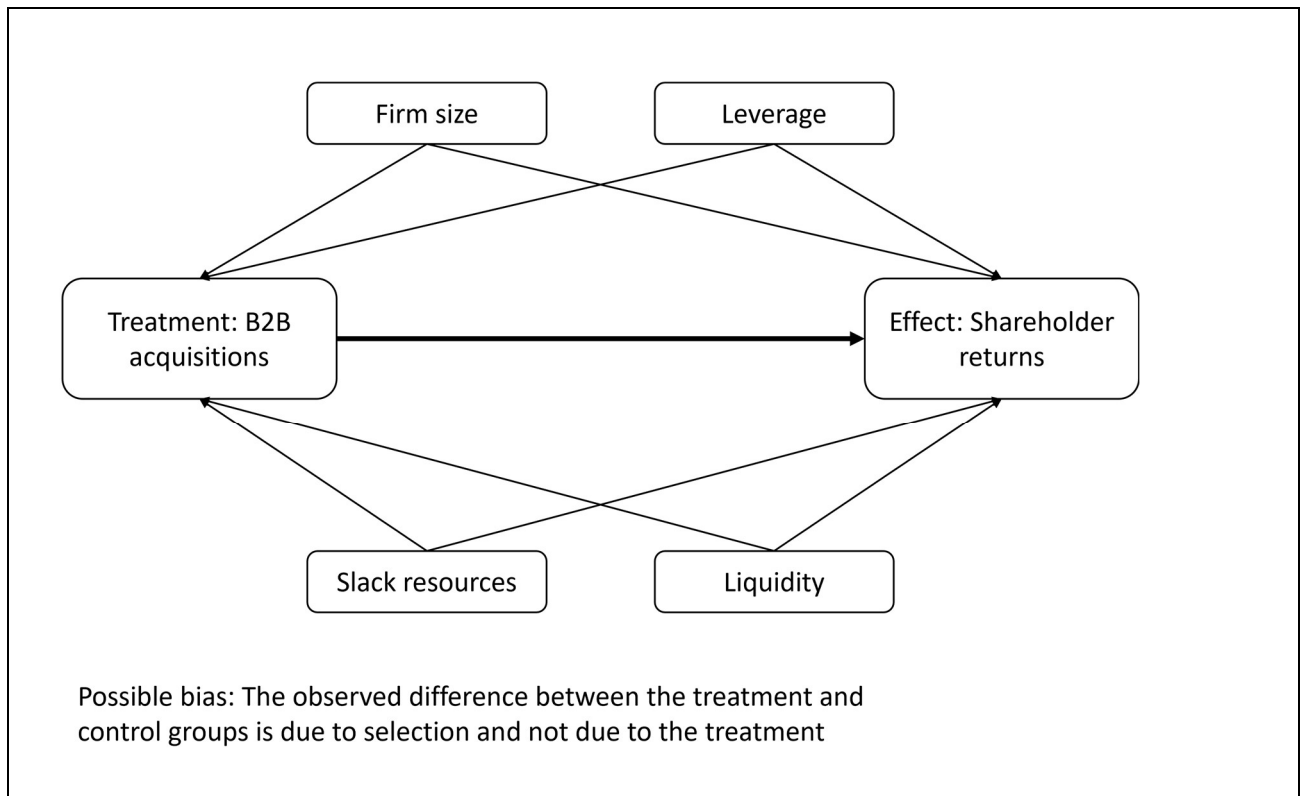 Firm size
Leverage
Treatment: B2B
acquisitions
Effect: Shareholder
returns
Slack resources
Liquidity
Possible bias: The observed difference between the treatment and
control groups is due to selection and not due to the treatment